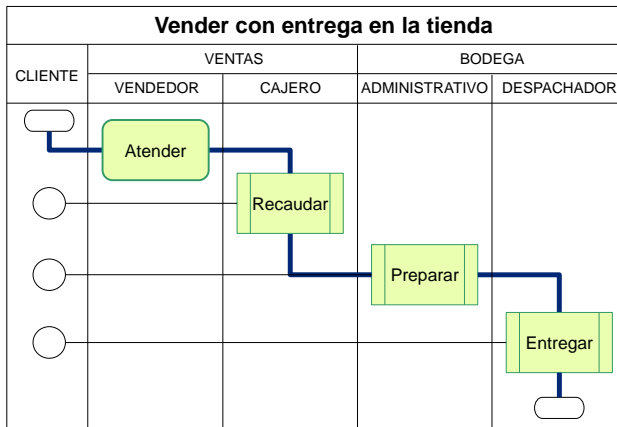 Vender con entrega en la tienda
CLIENTE
VENTAS
BODEGA
VENDEDOR
CAJERO
ADMINISTRATIVO
DESPACHADOR
Atender
Recaudar
Preparar
Entregar